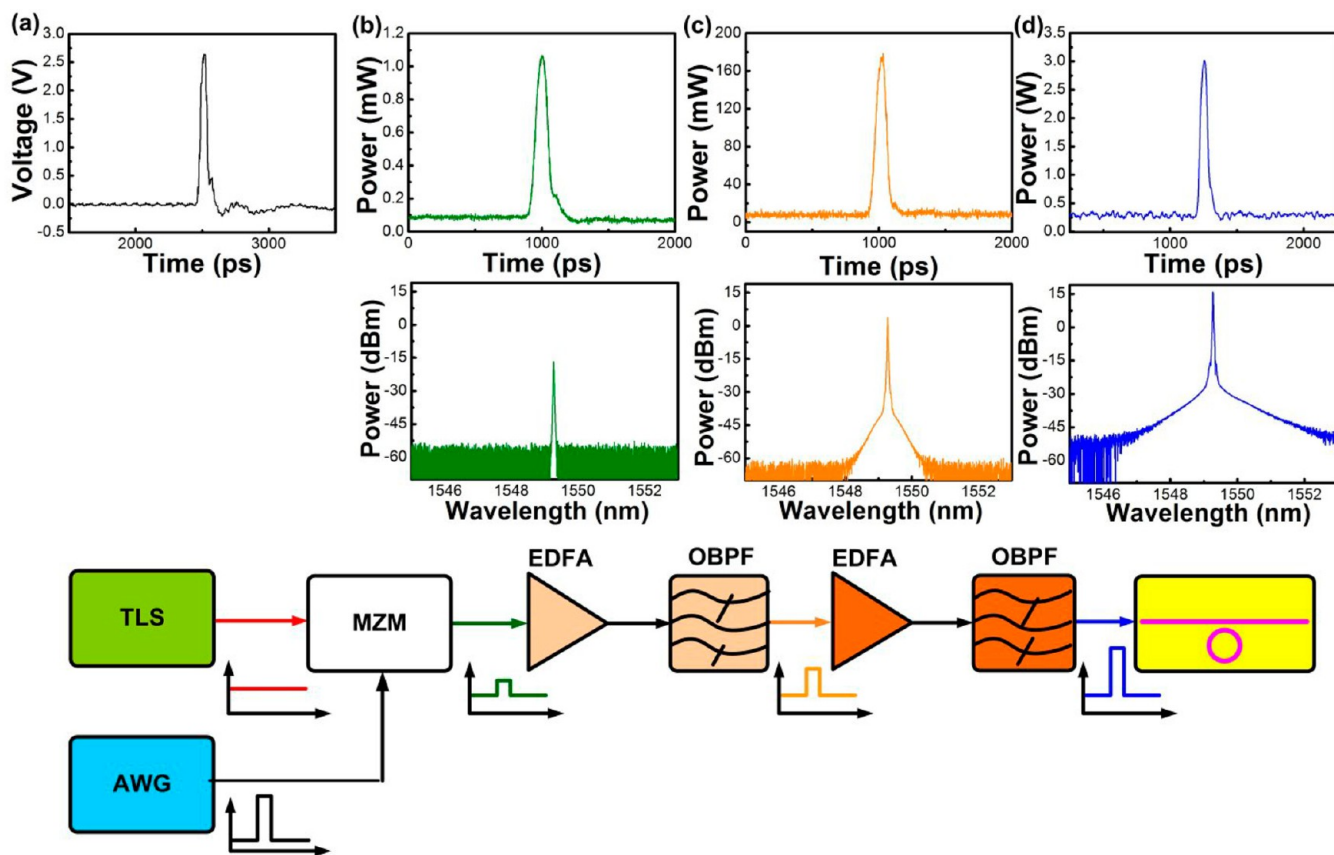 (a)
Voltage (V)
3.0
2.5
2.0
1.5
1.0
0.5
0.0
-0.5
2000 3000
Time (ps)
(b)
Power (mW)
1.2
1.0
0.8
0.6
0.4
0.2
0.0
0 1000 2000
Time (ps)
(c)
Power (mW)
200
160
120
80
40
0
0 1000 2000
Time (ps)
(d)
Power (W)
3.5
3.0
2.5
2.0
1.5
1.0
0.5
0.0
1000 2000
Time (ps)
Power (dBm)
15
0
-15
-30
-45
-60
1546 1548 1550 1552
Wavelength (nm)
Power (dBm)
15
0
-15
-30
-45
-60
1546 1548 1550 1552
Wavelength (nm)
Power (dBm)
15
0
-15
-30
-45
-60
1546 1548 1550 1552
Wavelength (nm)
EDFA OBPF EDFA OBPF
TLS MZM
AWG